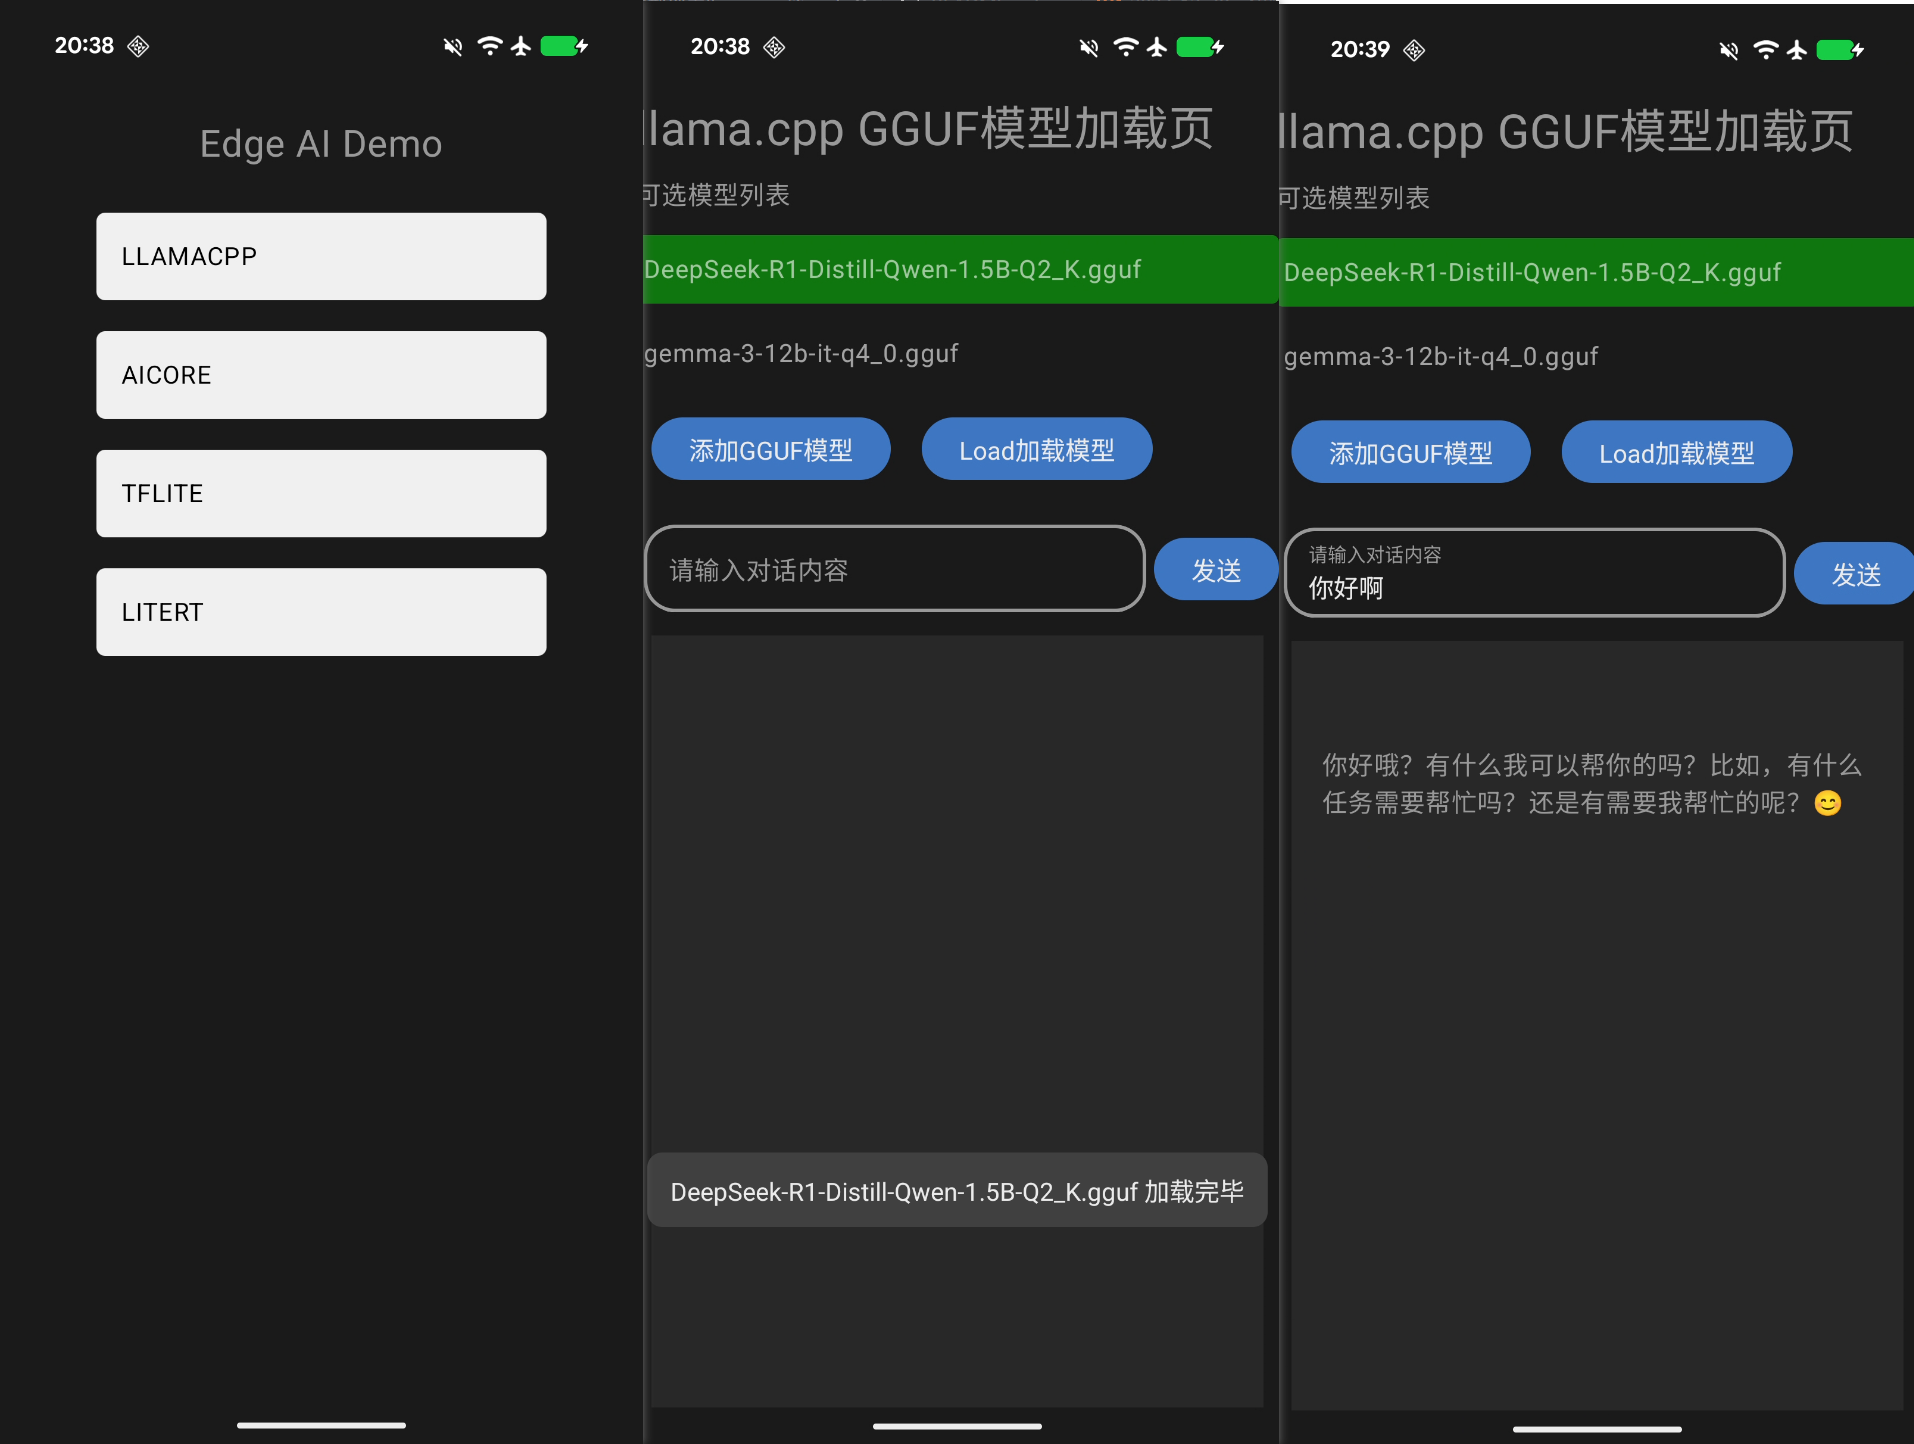 20:38
Edge AI Demo
LLAMACPP
AICORE
TFLITE
LITERT
20:38
llama.cpp GGUF模型加载页
可选模型列表
DeepSeek-R1-Distill-Qwen-1.5B-Q2_K.gguf
gemma-3-12b-it-q4_0.gguf
添加GGUF模型
Load加载模型
请输入对话内容
发送
DeepSeek-R1-Distill-Qwen-1.5B-Q2_K.gguf 加载完毕
20:39
llama.cpp GGUF模型加载页
可选模型列表
DeepSeek-R1-Distill-Qwen-1.5B-Q2_K.gguf
gemma-3-12b-it-q4_0.gguf
添加GGUF模型
Load加载模型
请输入对话内容
你好啊
发送
你好哦？有什么我可以帮你的吗？比如，有什么
任务需要帮忙吗？还是有需要我帮忙的呢？😊